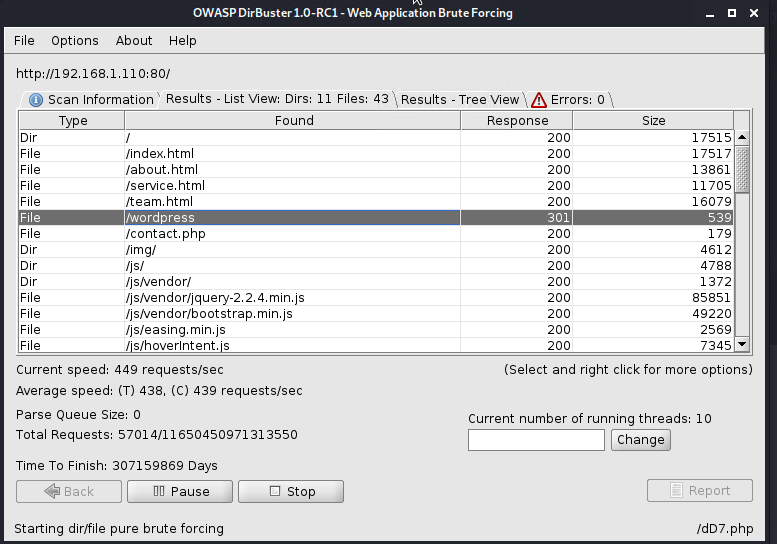 OWASP DirBuster 1.0-RC1 - Web Application Brute Forcing
File Options About Help
http://192.168.1.110:80/
Scan Information Results - List View: Dirs: 11 Files: 43 Results - Tree View Errors: 0
Type Found Response Size
Dir / 200 17515
File /index.html 200 17517
File /about.html 200 13861
File /service.html 200 11705
File /team.html 200 16079
File /wordpress 301 539
File /contact.php 200 179
Dir /img/ 200 4612
Dir /js/ 200 4788
Dir /js/vendor/ 200 1372
File /js/vendor/jquery-2.2.4.min.js 200 85851
File /js/vendor/bootstrap.min.js 200 49220
File /js/easing.min.js 200 2569
File /js/hoverIntent.js 200 7345
Current speed: 449 requests/sec (Select and right click for more options)
Average speed: (T) 438, (C) 439 requests/sec
Parse Queue Size: 0 Current number of running threads: 10
Total Requests: 57014/11650450971313550 Change
Time To Finish: 307159869 Days
Back Pause Stop Report
Starting dir/file pure brute forcing /dD7.php